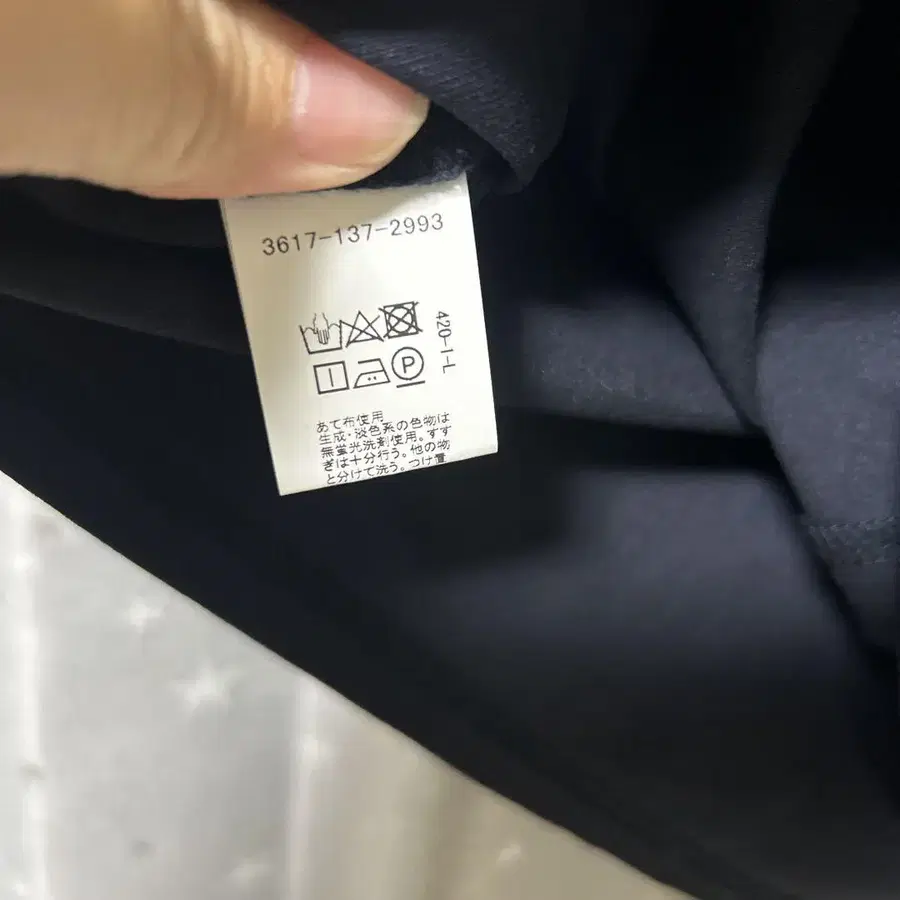 3617-137-2993
420-1-L
P
あて布使用
生成・淡色系の色物は
無蛍光洗剤使用。すす
ぎは十分行う。他の物
と分けて洗う。つけ置